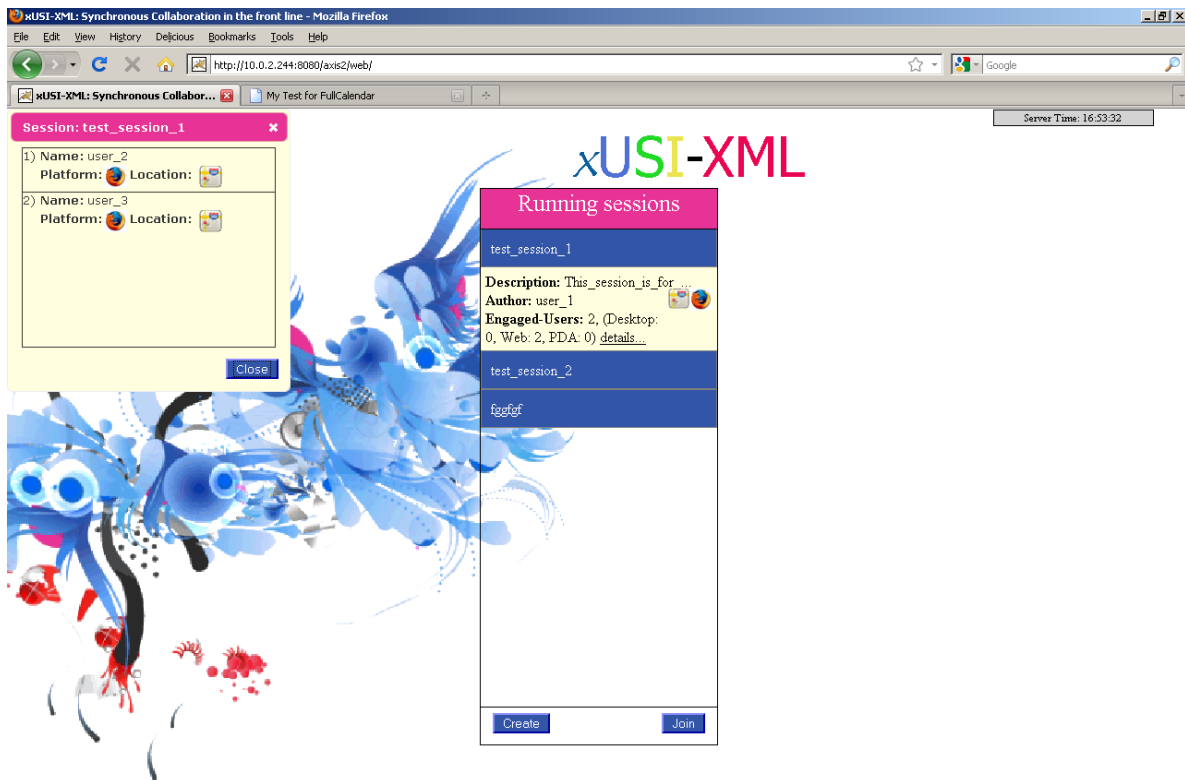 xUSI-XML: Synchronous Collaboration in the front line - Mozilla Firefox
File Edit View History Delicious Bookmarks Tools Help
http://10.0.2.244:8080/axis2/web/
Google
xUSI-XML: Synchronous Collabor...
My Test for FullCalendar
Server Time: 16:53:32
Session: test_session_1
1) Name: user_2
Platform: Location:
2) Name: user_3
Platform: Location:
Close
xUSI-XML
Running sessions
test_session_1
Description: This_session_is_for_...
Author: user_1
Engaged-Users: 2, (Desktop:
0, Web: 2, PDA: 0) details...
test_session_2
fggfgf
Create
Join